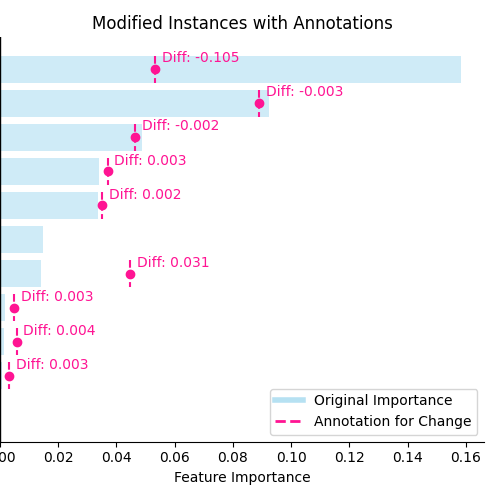 Modified Instances with Annotations
Diff: -0.105
Diff: -0.003
Diff: -0.002
Diff: 0.003
Diff: 0.002
Diff: 0.031
Diff: 0.003
Diff: 0.004
Diff: 0.003
Original Importance
Annotation for Change
00 0.02 0.04 0.06 0.08 0.10 0.12 0.14 0.16
Feature Importance